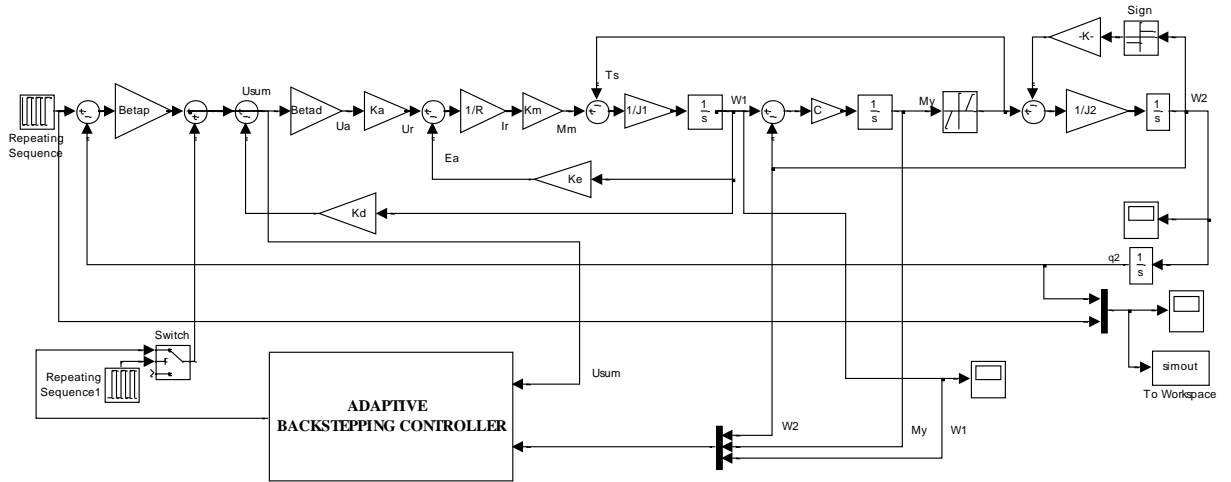 Sign
-K-
Usum
Ts
W1
My
W2
Betap
Betad
Ka
1/R
Km
1/J1
1
s
C
1
s
1/J2
1
s
Repeating
Sequence
Ua
Ur
Ir
Mm
Ea
Ke
Kd
q2
1
s
Switch
Repeating
Sequence1
Usum
simout
To Workspace
ADAPTIVE
BACKSTEPPING CONTROLLER
W2
My
W1